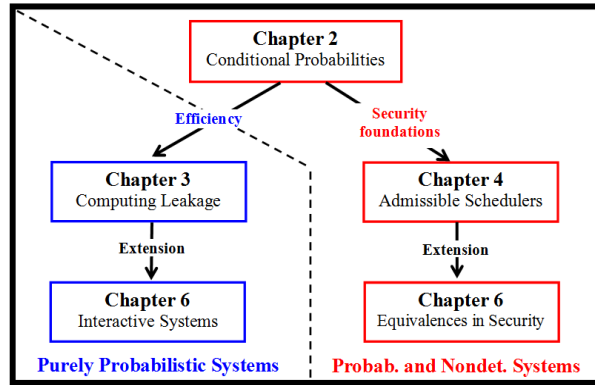 Chapter 2
Conditional Probabilities
Efficiency
Security
foundations
Chapter 3
Computing Leakage
Chapter 4
Admissible Schedulers
Extension
Extension
Chapter 6
Interactive Systems
Chapter 6
Equivalences in Security
Purely Probabilistic Systems
Probab. and Nondet. Systems